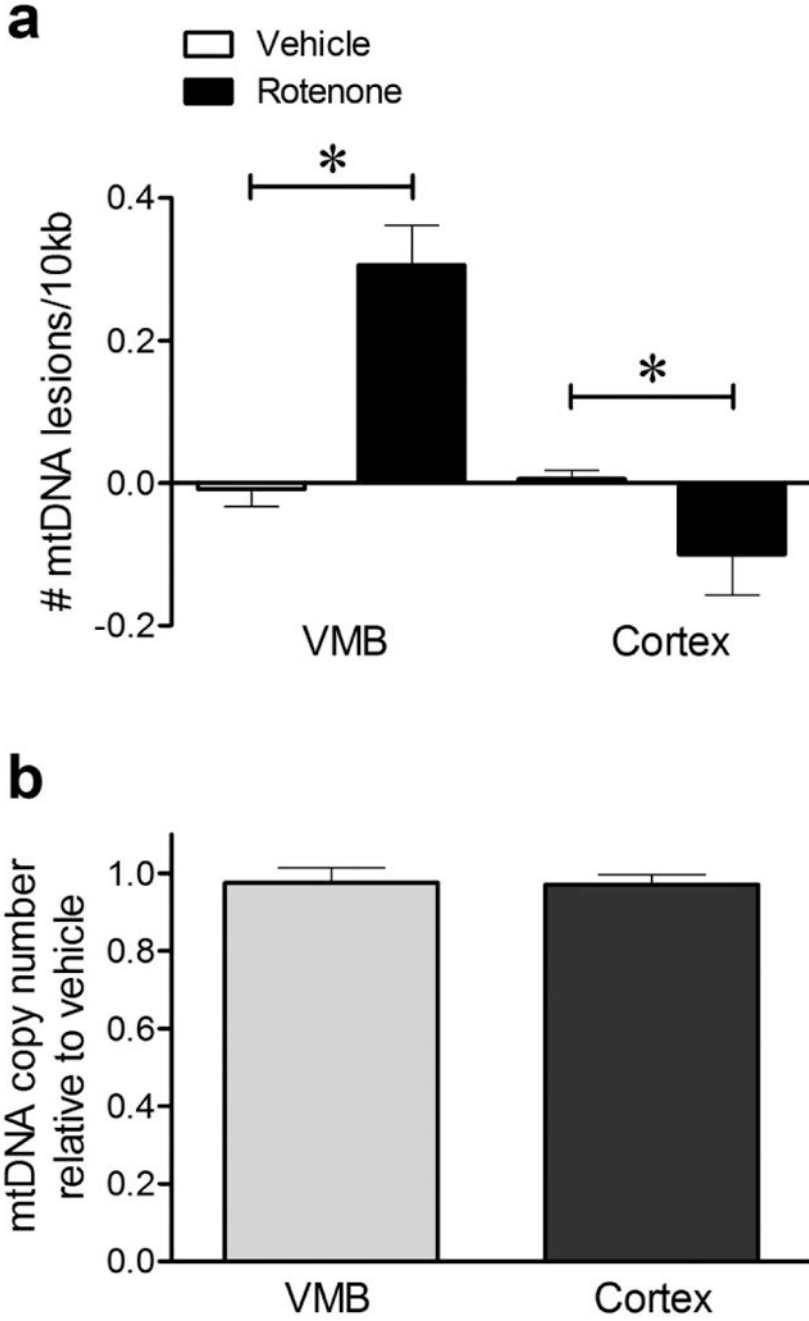 a
Vehicle
Rotenone
*
*
# mtDNA lesions/10kb
0.4
0.2
0.0
-0.2
VMB
Cortex
b
mtDNA copy number
relative to vehicle
1.0
0.8
0.6
0.4
0.2
0.0
VMB
Cortex